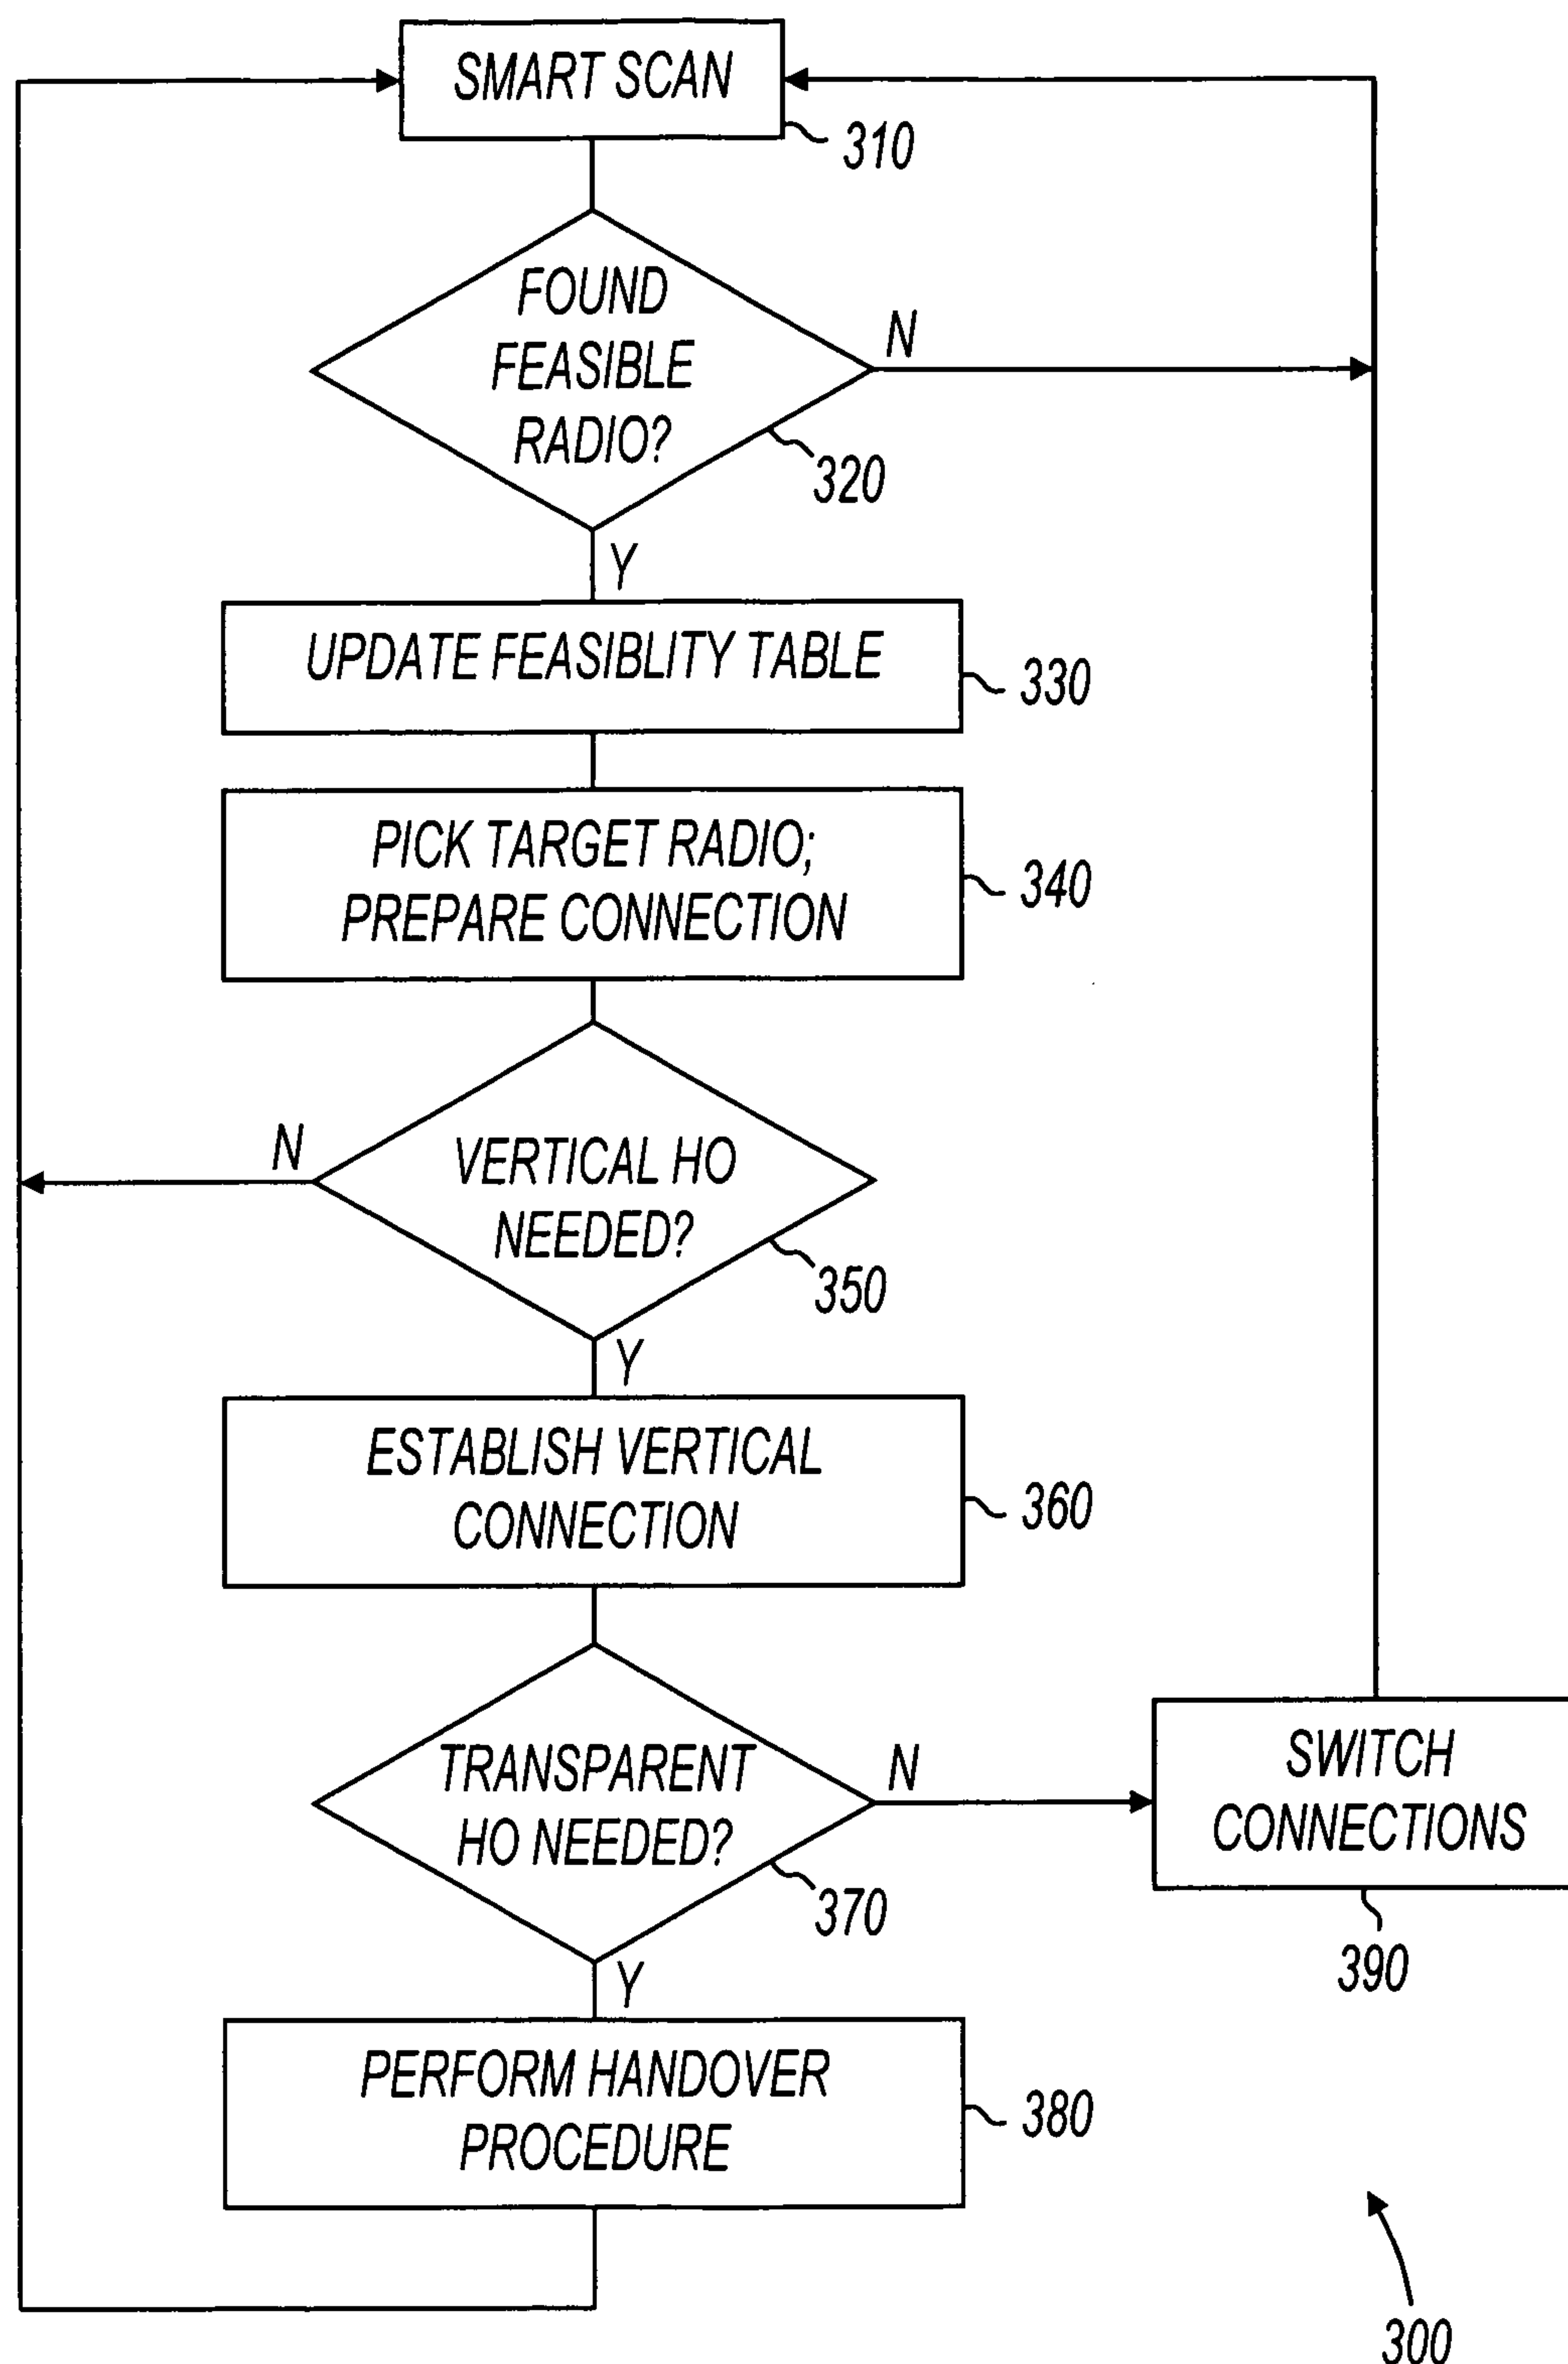 SMART SCAN
310
FOUND
FEASIBLE
RADIO?
N
320
Y
UPDATE FEASIBLITY TABLE
330
PICK TARGET RADIO;
PREPARE CONNECTION
340
N
VERTICAL HO
NEEDED?
350
Y
ESTABLISH VERTICAL
CONNECTION
360
TRANSPARENT
HO NEEDED?
N
370
SWITCH
CONNECTIONS
390
Y
PERFORM HANDOVER
PROCEDURE
380
300